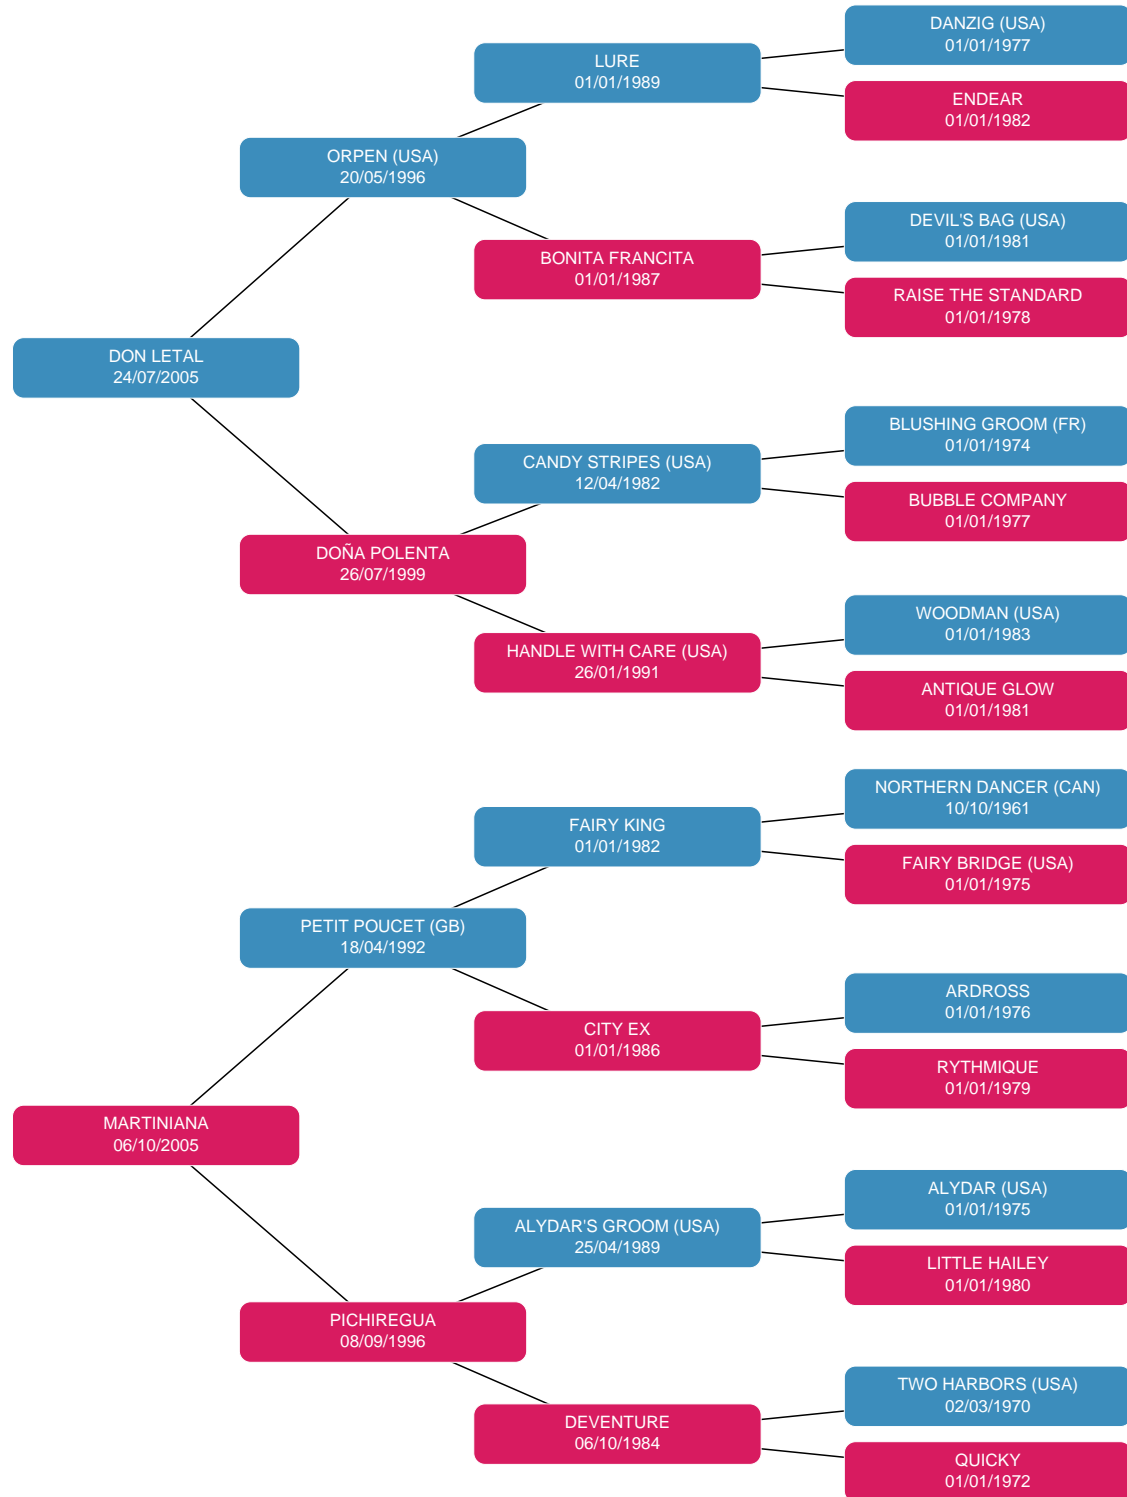 DANZIG (USA)
01/01/1977
LURE
01/01/1989
ENDEAR
01/01/1982
ORPEN (USA)
20/05/1996
DEVIL'S BAG (USA)
01/01/1981
BONITA FRANCITA
01/01/1987
RAISE THE STANDARD
01/01/1978
DON LETAL
24/07/2005
BLUSHING GROOM (FR)
01/01/1974
CANDY STRIPES (USA)
12/04/1982
BUBBLE COMPANY
01/01/1977
DOÑA POLENTA
26/07/1999
WOODMAN (USA)
01/01/1983
HANDLE WITH CARE (USA)
26/01/1991
ANTIQUE GLOW
01/01/1981
NORTHERN DANCER (CAN)
10/10/1961
FAIRY KING
01/01/1982
FAIRY BRIDGE (USA)
01/01/1975
PETIT POUCET (GB)
18/04/1992
ARDROSS
01/01/1976
CITY EX
01/01/1986
RYTHMIQUE
01/01/1979
MARTINIANA
06/10/2005
ALYDAR (USA)
01/01/1975
ALYDAR'S GROOM (USA)
25/04/1989
LITTLE HAILEY
01/01/1980
PICHIREGUA
08/09/1996
TWO HARBORS (USA)
02/03/1970
DEVENTURE
06/10/1984
QUICKY
01/01/1972